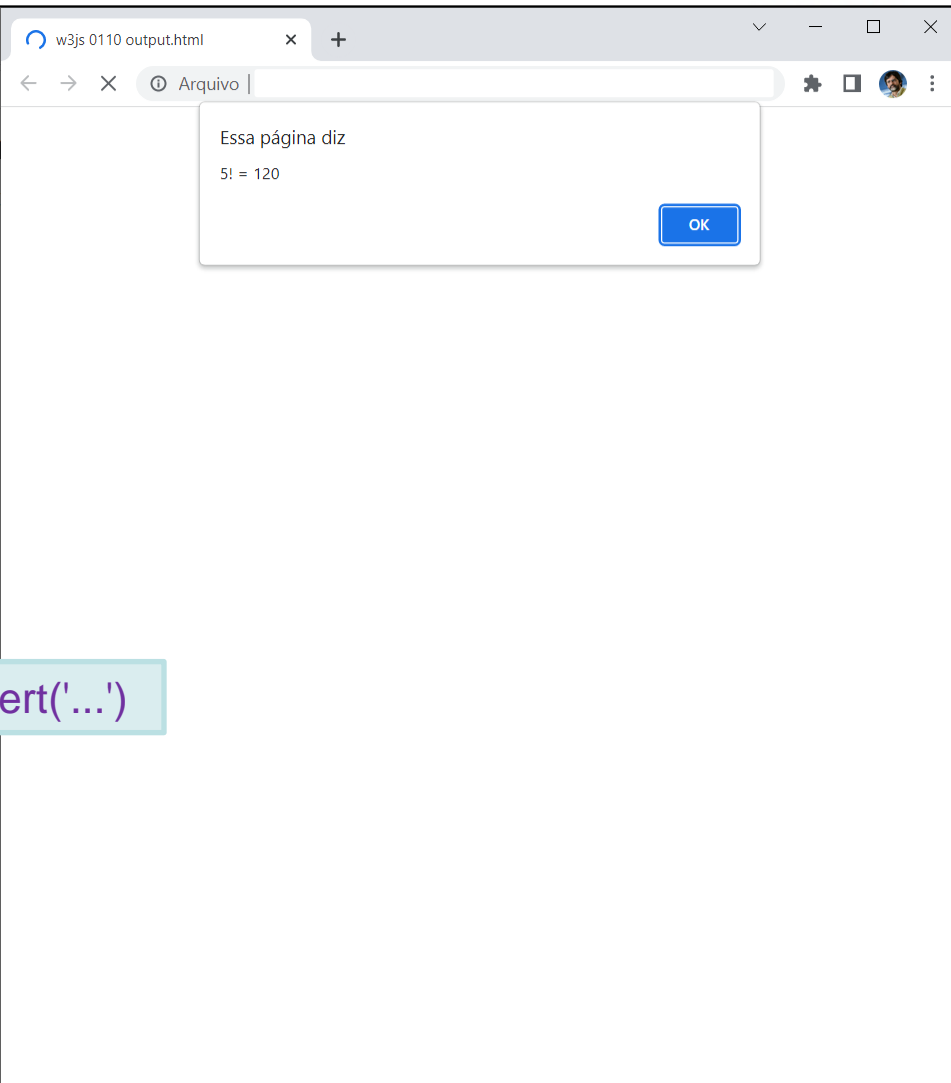 w3js 0110 output.html
Arquivo |
Essa página diz
5! = 120
OK
ert('...')